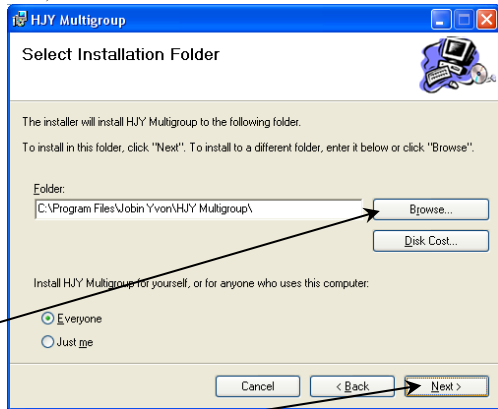 HJY Multigroup
Select Installation Folder
The installer will install HJY Multigroup to the following folder.
To install in this folder, click "Next". To install to a different folder, enter it below or click "Browse".
Folder:
C:\Program Files\Jobin Yvon\HJY Multigroup\
Browse...
Disk Cost...
Install HJY Multigroup for yourself, or for anyone who uses this computer:
Everyone
Just me
Cancel
< Back
Next >